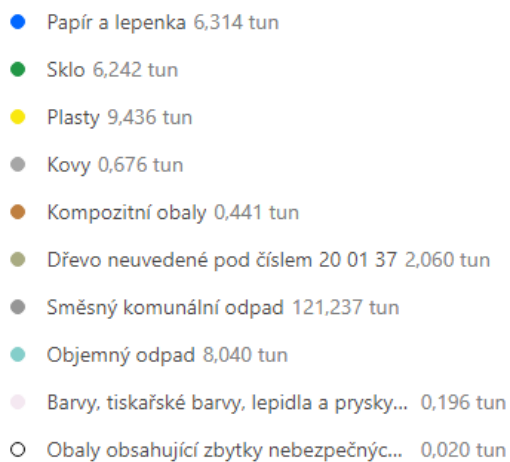 Papír a lepenka 6,314 tun
Sklo 6,242 tun
Plasty 9,436 tun
Kovy 0,676 tun
Kompozitní obaly 0,441 tun
Dřevo neuvedené pod číslem 20 01 37 2,060 tun
Směsný komunální odpad 121,237 tun
Objemný odpad 8,040 tun
Barvy, tiskařské barvy, lepidla a prysky... 0,196 tun
Obaly obsahující zbytky nebezpečnýc... 0,020 tun